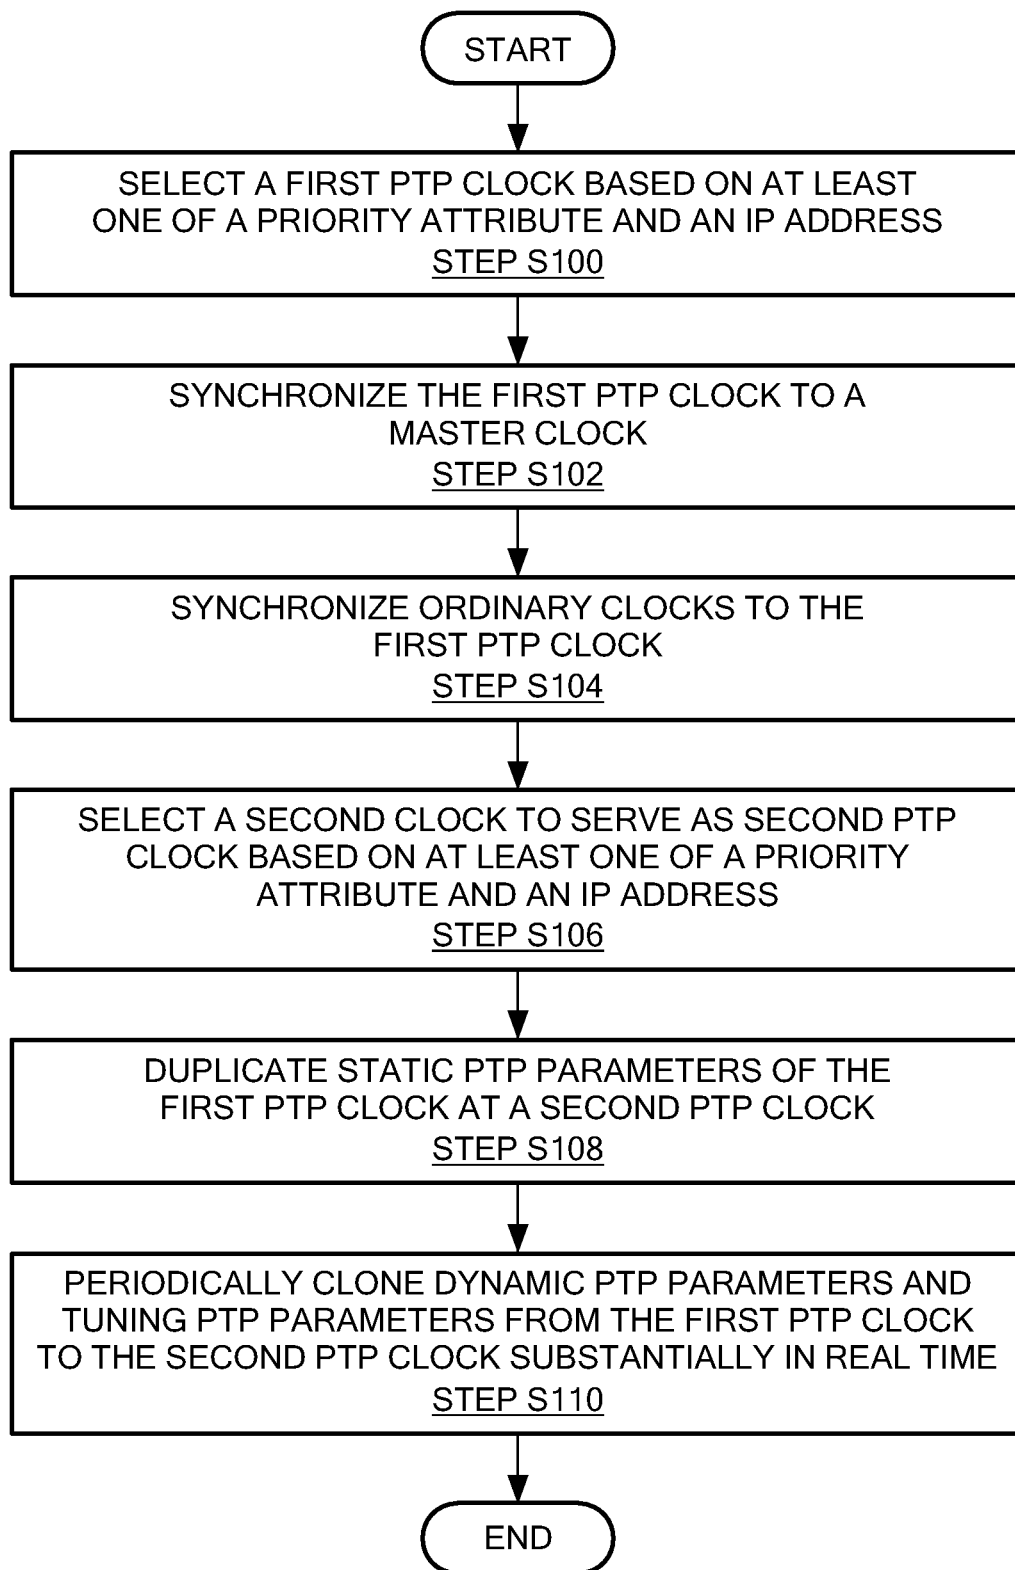 START
SELECT A FIRST PTP CLOCK BASED ON AT LEAST
ONE OF A PRIORITY ATTRIBUTE AND AN IP ADDRESS
STEP S100
SYNCHRONIZE THE FIRST PTP CLOCK TO A
MASTER CLOCK
STEP S102
SYNCHRONIZE ORDINARY CLOCKS TO THE
FIRST PTP CLOCK
STEP S104
SELECT A SECOND CLOCK TO SERVE AS SECOND PTP
CLOCK BASED ON AT LEAST ONE OF A PRIORITY
ATTRIBUTE AND AN IP ADDRESS
STEP S106
DUPLICATE STATIC PTP PARAMETERS OF THE
FIRST PTP CLOCK AT A SECOND PTP CLOCK
STEP S108
PERIODICALLY CLONE DYNAMIC PTP PARAMETERS AND
TUNING PTP PARAMETERS FROM THE FIRST PTP CLOCK
TO THE SECOND PTP CLOCK SUBSTANTIALLY IN REAL TIME
STEP S110
END